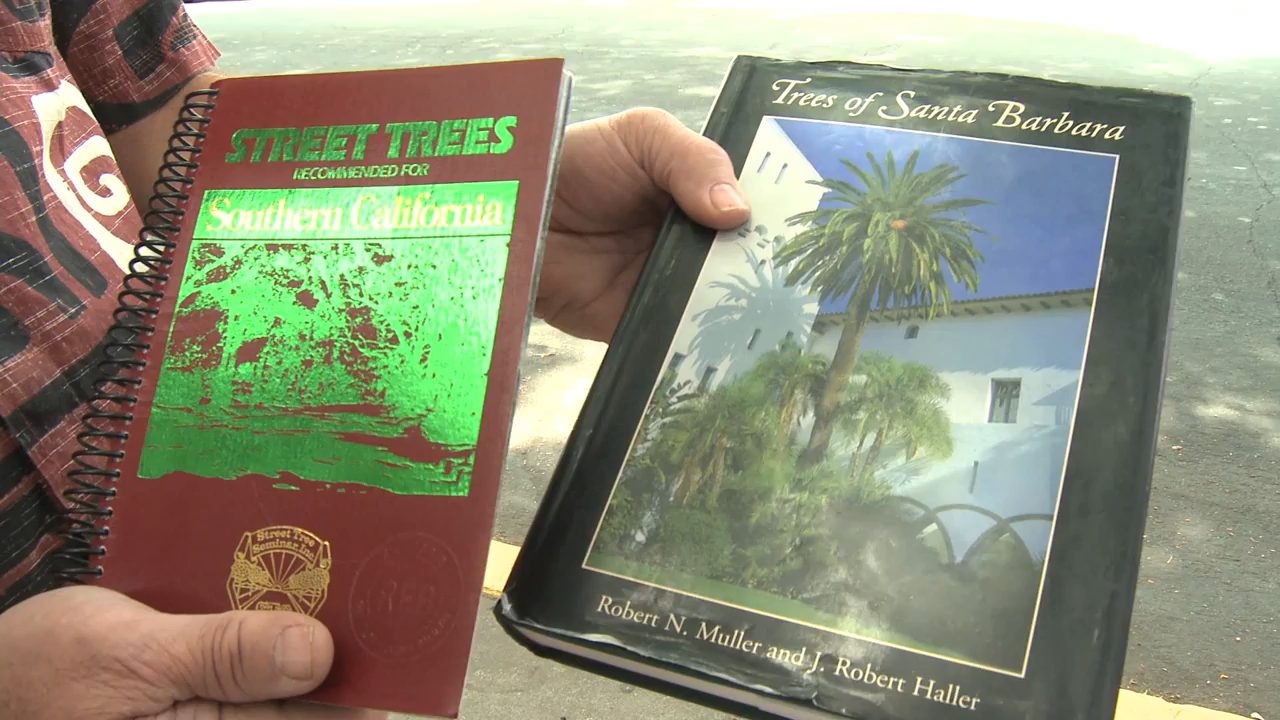 STREET TREES
RECOMMENDED FOR
Southern California
Street Tree
Seminar, Inc.
Trees of Santa Barbara
Robert N. Muller and J. Robert Haller